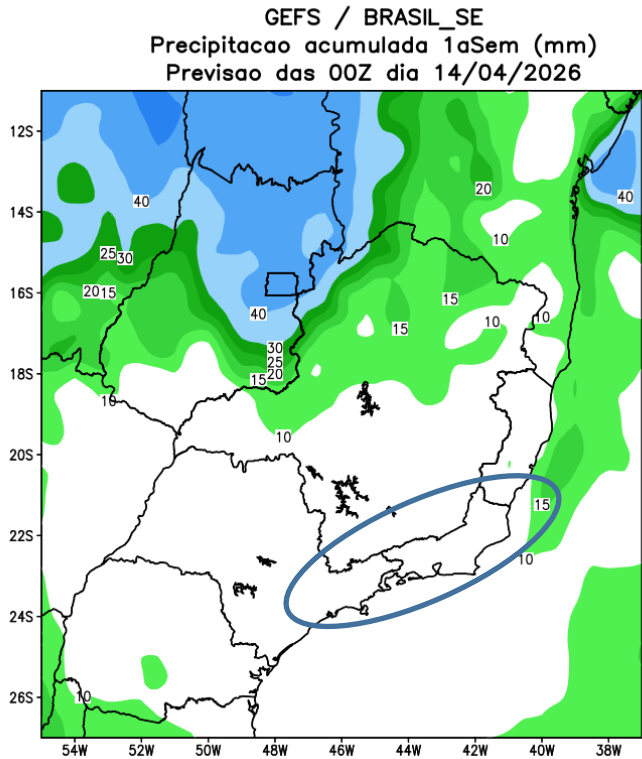 GEFS / BRASIL_SE
Precipitacao acumulada 1aSem (mm)
Previsao das 00Z dia 14/04/2026
12S
20
40
40
14S
10
25
30
20
15
15
16S
40
10
10
15
30
25
20
15
18S
10
10
20S
15
22S
10
24S
10
26S
54W 52W 50W 48W 46W 44W 42W 40W 38W